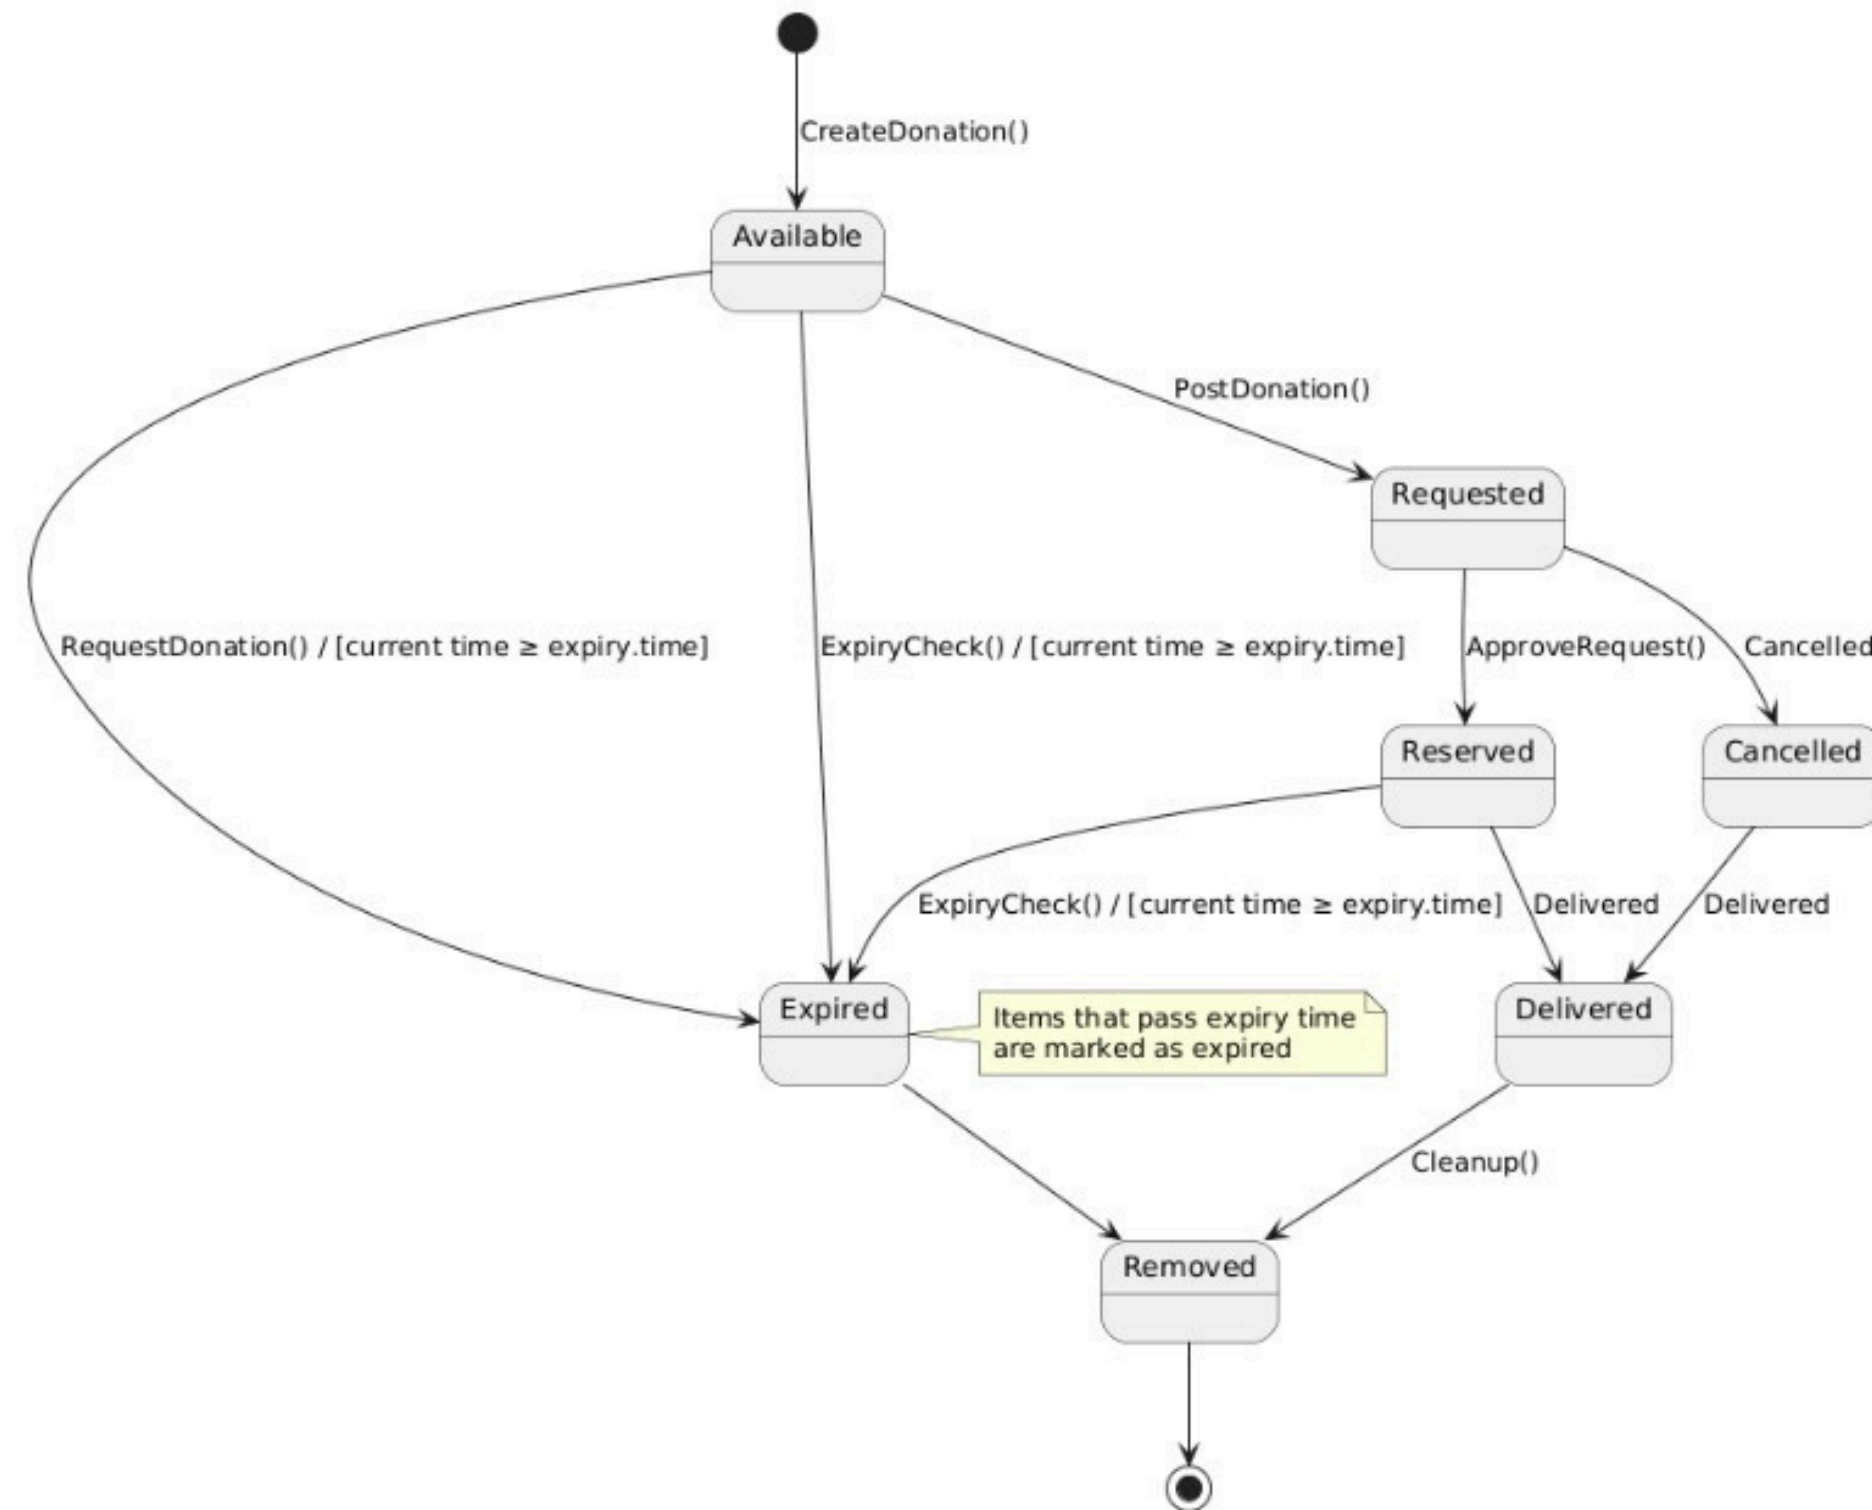 CreateDonation()
Available
PostDonation()
Requested
RequestDonation() / [current time ≥ expiry.time]
ExpiryCheck() / [current time ≥ expiry.time]
ApproveRequest()
Cancelled
Reserved
Cancelled
ExpiryCheck() / [current time ≥ expiry.time]
Delivered
Delivered
Expired
Items that pass expiry time
are marked as expired
Delivered
Cleanup()
Removed